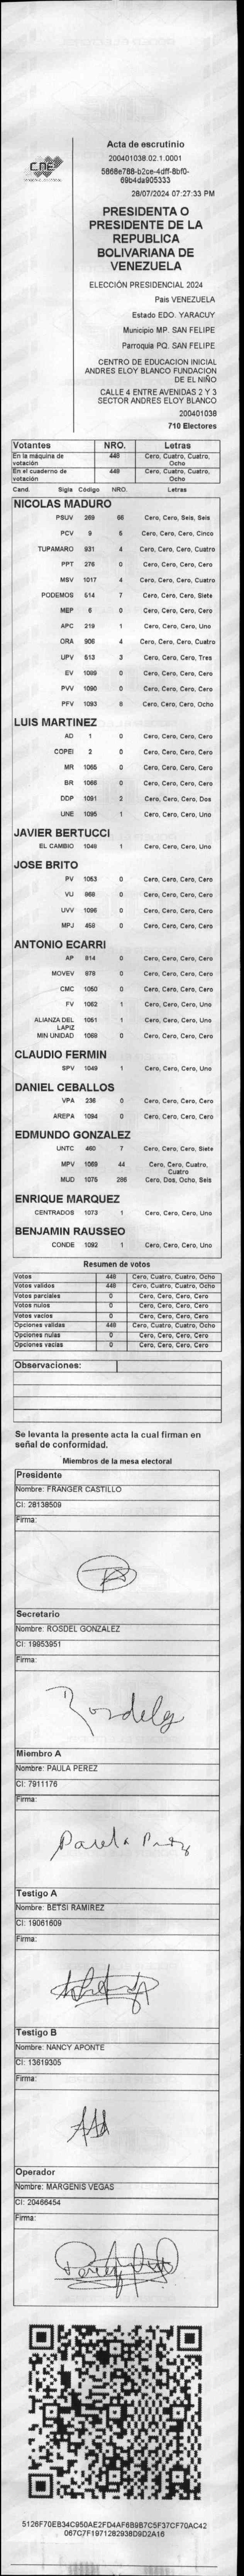 CNE
Acta de escrutinio
200401038.02.1.0001
5868e788-b2ce-4dff-8bf0-
69b4da905333
28/07/2024 07:27:33 PM
PRESIDENTA O
PRESIDENTE DE LA
REPUBLICA
BOLIVARIANA DE
VENEZUELA
ELECCIÓN PRESIDENCIAL 2024
Pais VENEZUELA
Estado EDO. YARACUY
Municipio MP. SAN FELIPE
Parroquia PQ. SAN FELIPE
CENTRO DE EDUCACION INICIAL
ANDRES ELOY BLANCO FUNDACION
DE EL NIÑO
CALLE 4 ENTRE AVENIDAS 2 Y 3
SECTOR ANDRES ELOY BLANCO
200401038
710 Electores
Votantes NRO. Letras
En la máquina de votación 448 Cero, Cuatro, Cuatro, Ocho
En el cuaderno de votación 448 Cero, Cuatro, Cuatro, Ocho
Cand. Sigla Código NRO. Letras
NICOLAS MADURO
PSUV 269 66 Cero, Cero, Seis, Seis
PCV 9 5 Cero, Cero, Cero, Cinco
TUPAMARO 931 4 Cero, Cero, Cero, Cuatro
PPT 276 0 Cero, Cero, Cero, Cero
MSV 1017 4 Cero, Cero, Cero, Cuatro
PODEMOS 514 7 Cero, Cero, Cero, Siete
MEP 6 0 Cero, Cero, Cero, Cero
APC 219 1 Cero, Cero, Cero, Uno
ORA 906 4 Cero, Cero, Cero, Cuatro
UPV 513 3 Cero, Cero, Cero, Tres
EV 1089 0 Cero, Cero, Cero, Cero
PVV 1090 0 Cero, Cero, Cero, Cero
PFV 1093 8 Cero, Cero, Cero, Ocho
LUIS MARTINEZ
AD 1 0 Cero, Cero, Cero, Cero
COPEI 2 0 Cero, Cero, Cero, Cero
MR 1065 0 Cero, Cero, Cero, Cero
BR 1066 0 Cero, Cero, Cero, Cero
DDP 1091 2 Cero, Cero, Cero, Dos
UNE 1095 1 Cero, Cero, Cero, Uno
JAVIER BERTUCCI
EL CAMBIO 1048 1 Cero, Cero, Cero, Uno
JOSE BRITO
PV 1053 0 Cero, Cero, Cero, Cero
VU 868 0 Cero, Cero, Cero, Cero
UVV 1096 0 Cero, Cero, Cero, Cero
MPJ 459 0 Cero, Cero, Cero, Cero
ANTONIO ECARRI
AP 814 0 Cero, Cero, Cero, Cero
MOVEV 879 0 Cero, Cero, Cero, Cero
CMC 1050 0 Cero, Cero, Cero, Cero
FV 1052 1 Cero, Cero, Cero, Uno
ALIANZA DEL LAPIZ 1051 1 Cero, Cero, Cero, Uno
MIN UNIDAD 1068 0 Cero, Cero, Cero, Cero
CLAUDIO FERMIN
SPV 1049 1 Cero, Cero, Cero, Uno
DANIEL CEBALLOS
VPA 236 0 Cero, Cero, Cero, Cero
AREPA 1094 0 Cero, Cero, Cero, Cero
EDMUNDO GONZALEZ
UNTC 460 7 Cero, Cero, Cero, Siete
MPV 1069 44 Cero, Cero, Cuatro, Cuatro
MUD 1075 286 Cero, Dos, Ocho, Seis
ENRIQUE MARQUEZ
CENTRADOS 1073 1 Cero, Cero, Cero, Uno
BENJAMIN RAUSSEO
CONDE 1092 1 Cero, Cero, Cero, Uno
Resumen de votos
Votos 448 Cero, Cuatro, Cuatro, Ocho
Votos validos 448 Cero, Cuatro, Cuatro, Ocho
Votos parciales 0 Cero, Cero, Cero, Cero
Votos nulos 0 Cero, Cero, Cero, Cero
Votos vacios 0 Cero, Cero, Cero, Cero
Opciones validas 448 Cero, Cuatro, Cuatro, Ocho
Opciones nulas 0 Cero, Cero, Cero, Cero
Opciones vacias 0 Cero, Cero, Cero, Cero
Observaciones:
Se levanta la presente acta la cual firman en
señal de conformidad.
Miembros de la mesa electoral
Presidente
Nombre: FRANGER CASTILLO
CI: 28138509
Firma:
Secretario
Nombre: ROSDEL GONZALEZ
CI: 19953951
Firma:
Rosdely
Miembro A
Nombre: PAULA PEREZ
CI: 7911176
Firma:
Paula Perez
Testigo A
Nombre: BETSI RAMIREZ
CI: 19061609
Firma:
Testigo B
Nombre: NANCY APONTE
CI: 13619305
Firma:
Operador
Nombre: MARGENIS VEGAS
CI: 20466454
Firma:
5126F70EB34C950AE2FD4AF6B9B7C5F37CF70AC42
067C7F1971282938D9D2A16